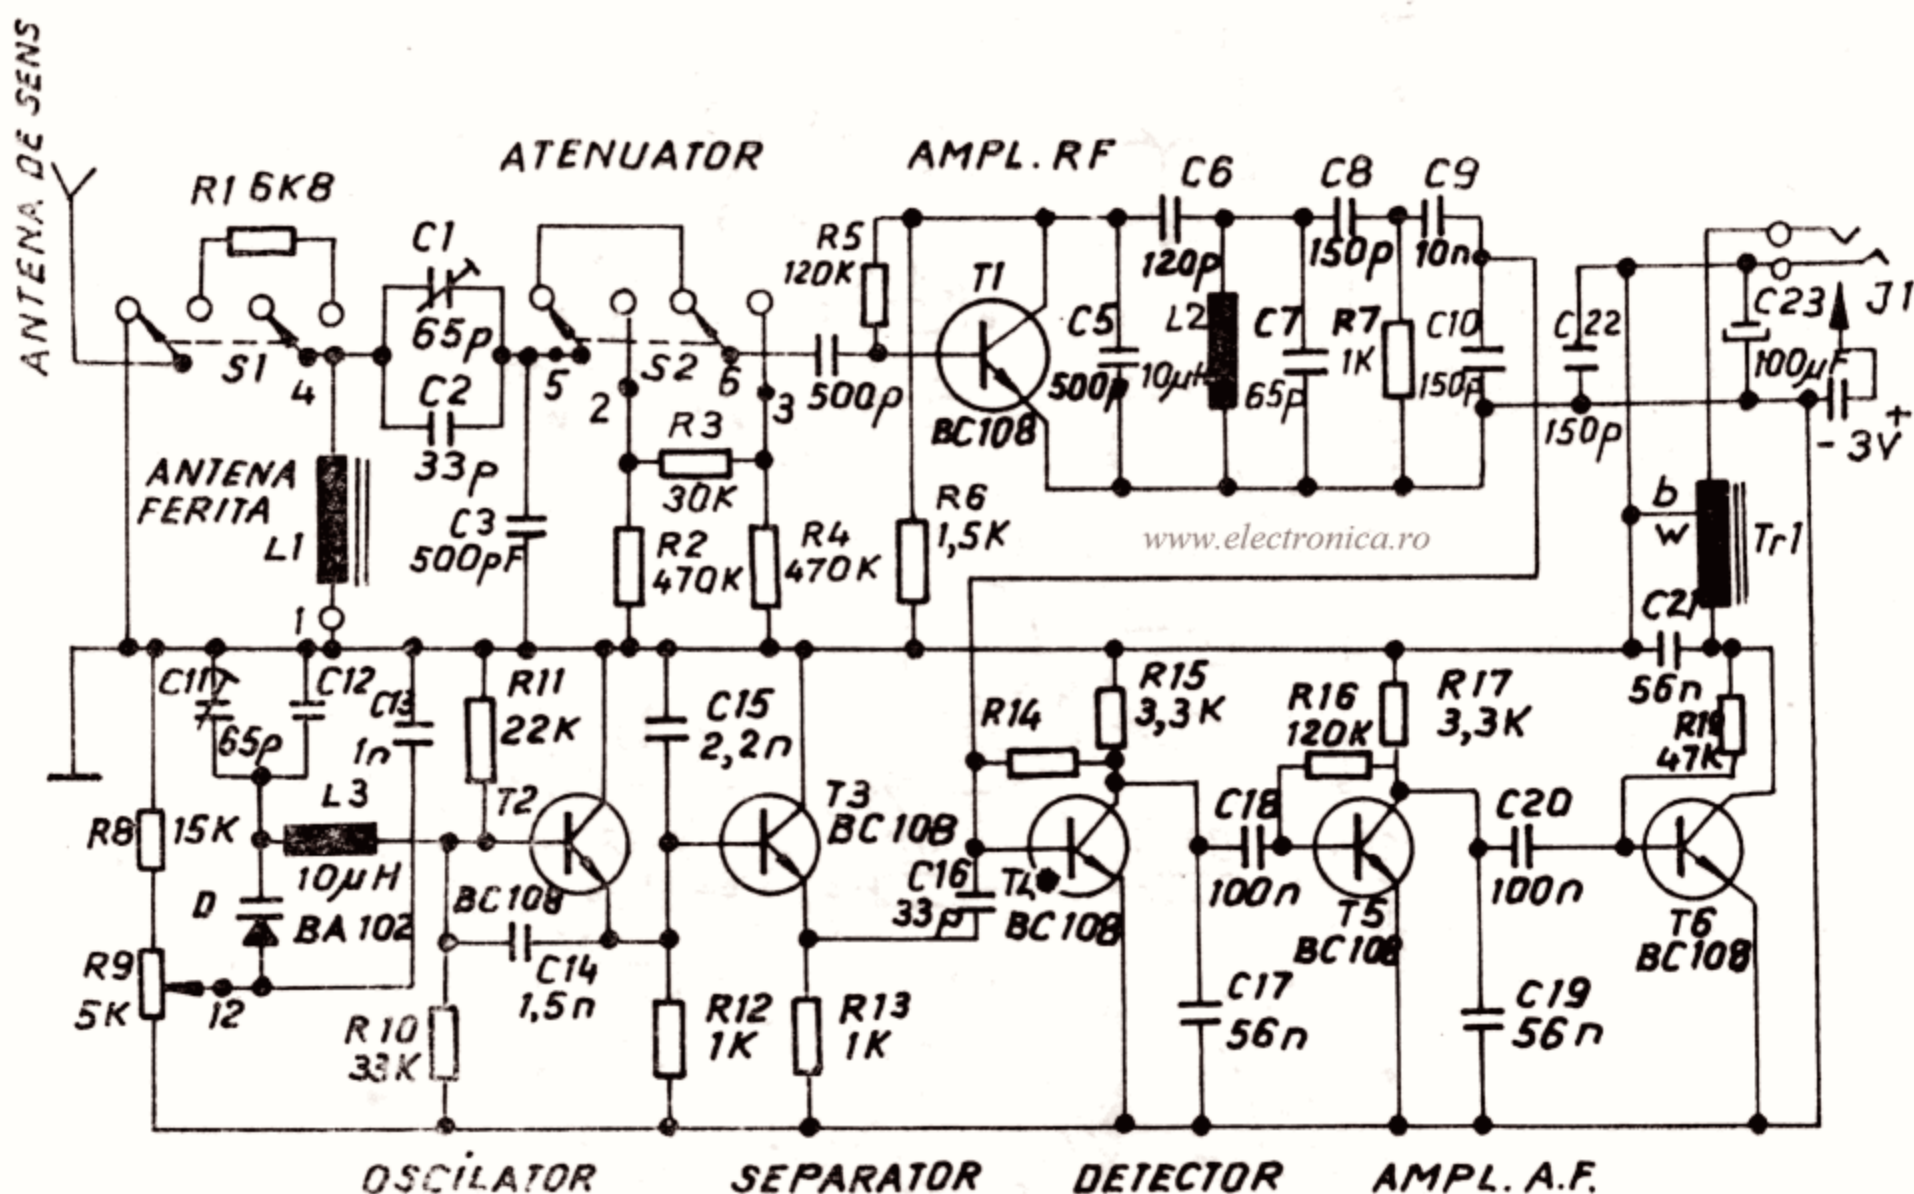 ANTENA DE SENS
ATENUATOR
AMPL. RF
R1 6K8
C1
65p
S1
4
C2
33p
ANTENA
FERITA
L1
1
C3
500pF
5
2
S2
6
3
R3
30K
R2
470K
R4
470K
500p
R5
120K
R6
1,5K
T1
BC108
C5
500p
C6
120p
L2
10µH
C7
65p
C8
150p
R7
1K
C9
10n
C10
150p
C22
150p
C23
100µF
J1
+
- 3V
b
W
Tr1
www.electronica.ro
C21
56n
C11
65p
C12
C13
1n
R11
22K
T2
BC108
C15
2,2n
T3
BC108
R14
R15
3,3K
R16
120K
R17
3,3K
47K
R8
15K
L3
10µH
D
BA102
R9
5K
12
C14
1,5n
R10
33K
R12
1K
R13
1K
C16
33p
T4
BC108
C18
100n
T5
BC108
C20
100n
T6
BC108
C17
56n
C19
56n
OSCILATOR
SEPARATOR
DETECTOR
AMPL. A.F.